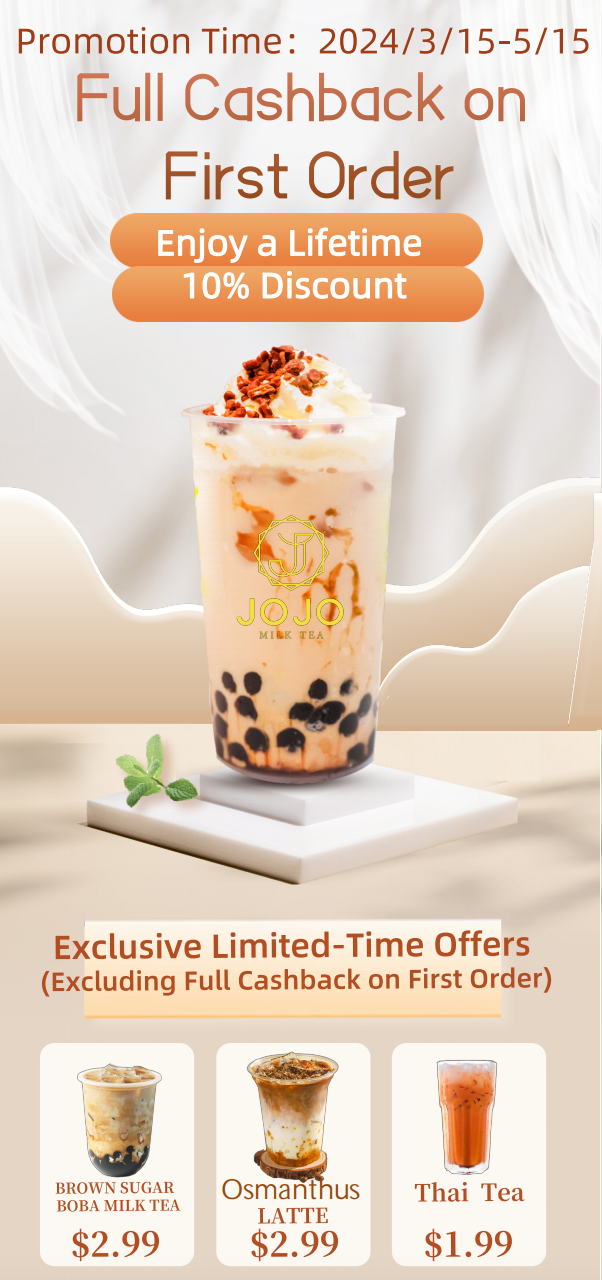 Promotion Time: 2024/3/15-5/15
Full Cashback on
First Order
Enjoy a Lifetime
10% Discount
JOJO
MILK TEA
Exclusive Limited-Time Offers
(Excluding Full Cashback on First Order)
BROWN SUGAR
BOBA MILK TEA
$2.99
Osmanthus
LATTE
$2.99
Thai Tea
$1.99